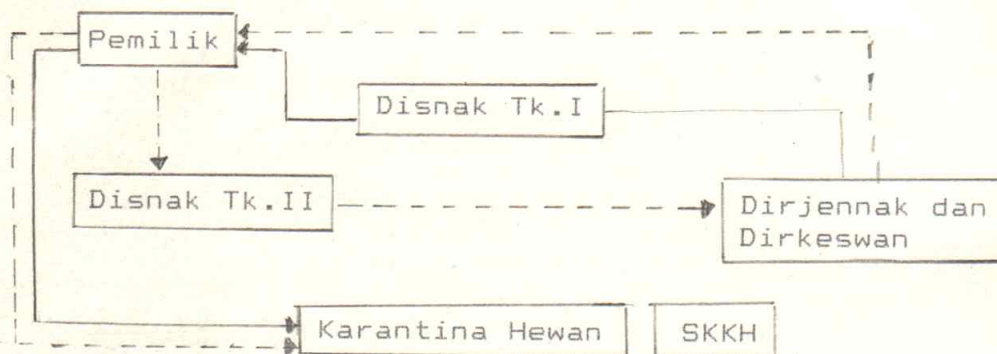 Pemilik
Disnak Tk.I
Disnak Tk.II
Dirjennak dan
Dirkeswan
Karantina Hewan
SKKH